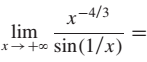 lim x→+∞ x^{-4/3} / sin(1/x) =